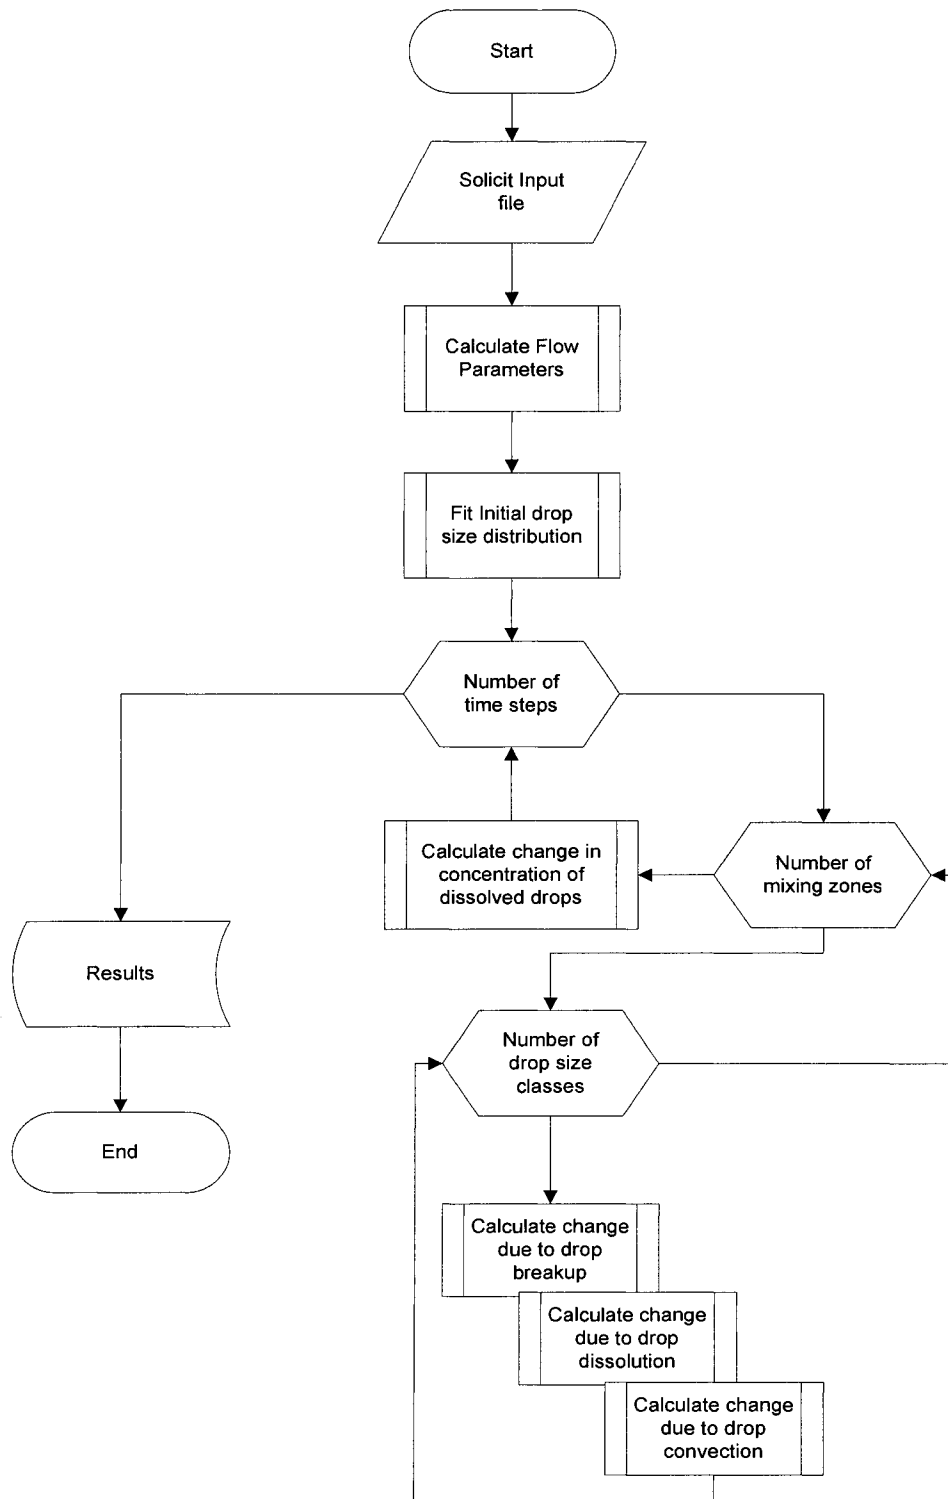 Start
Solicit Input
file
Calculate Flow
Parameters
Fit Initial drop
size distribution
Number of
time steps
Calculate change in
concentration of
dissolved drops
Number of
mixing zones
Results
Number of
drop size
classes
End
Calculate change
due to drop
breakup
Calculate change
due to drop
dissolution
Calculate change
due to drop
convection